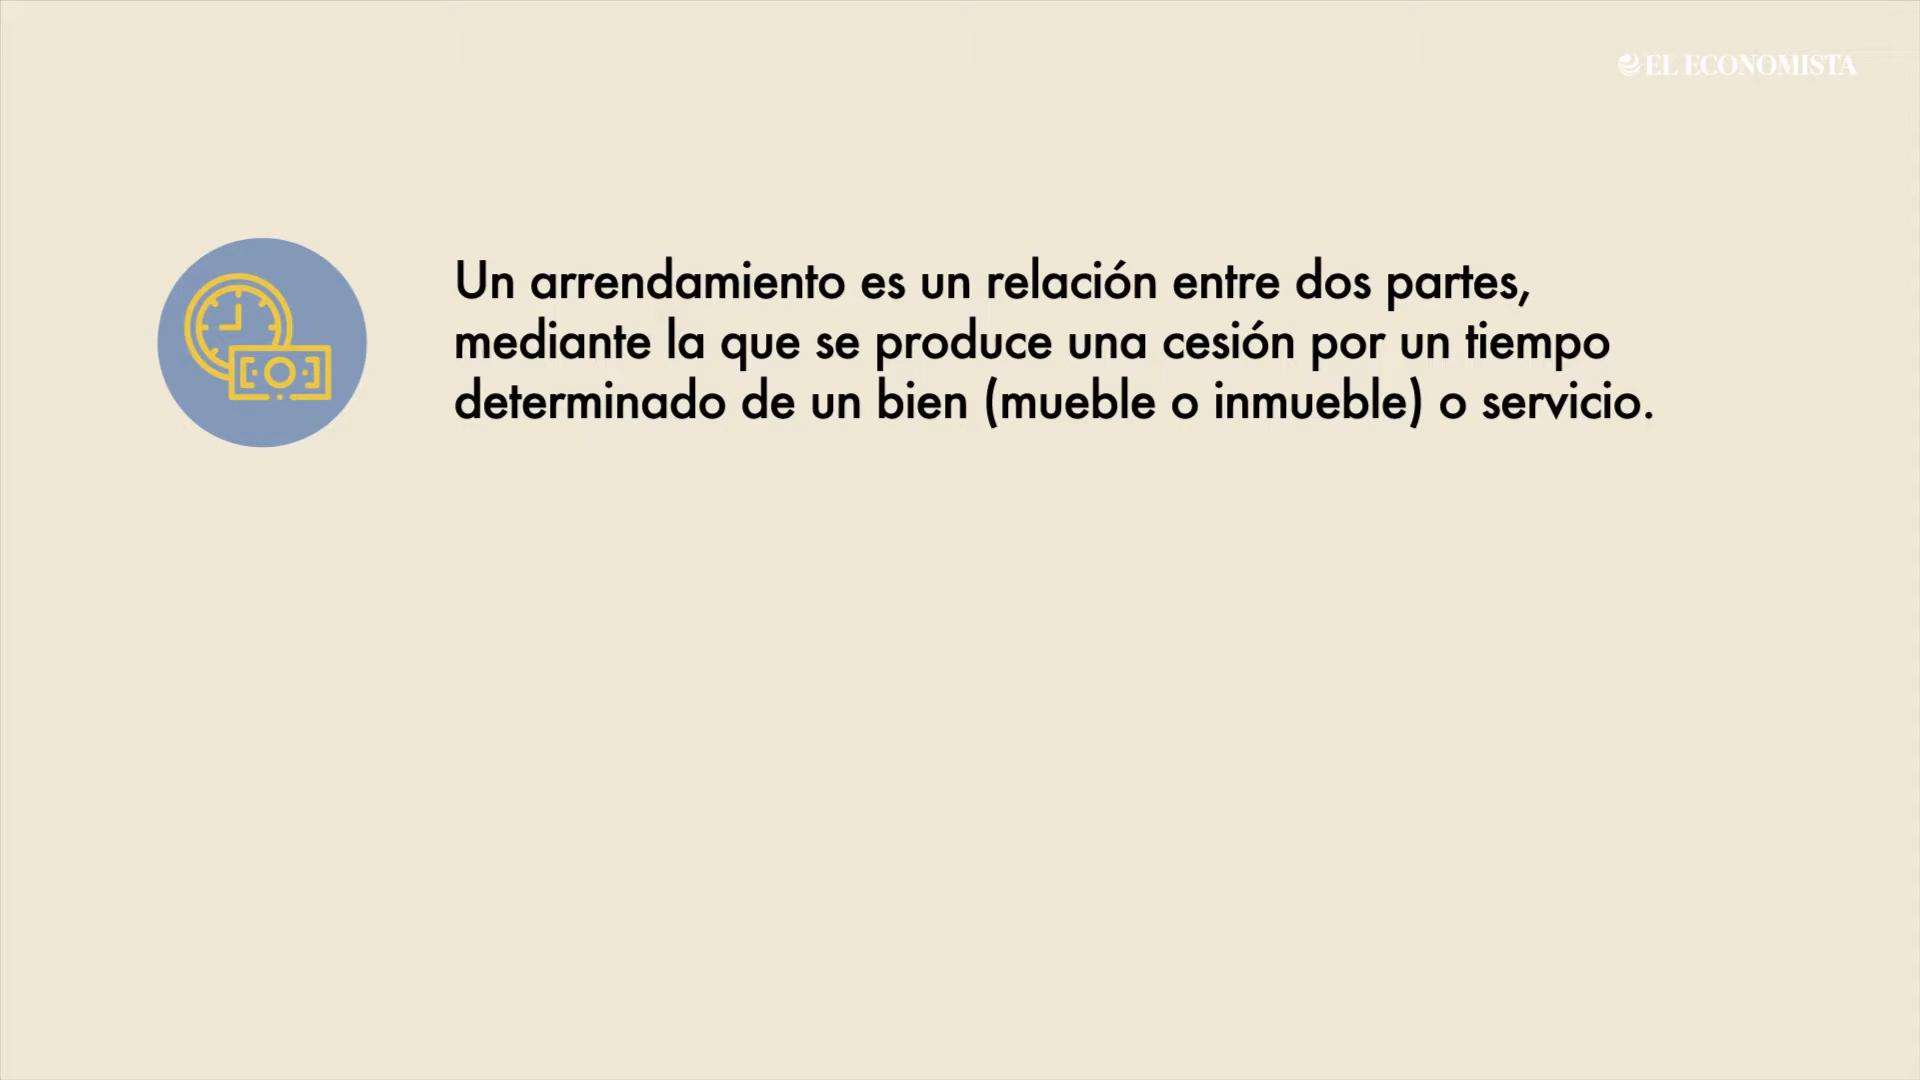 EL ECONOMISTA
Un arrendamiento es un relación entre dos partes,
mediante la que se produce una cesión por un tiempo
determinado de un bien (mueble o inmueble) o servicio.